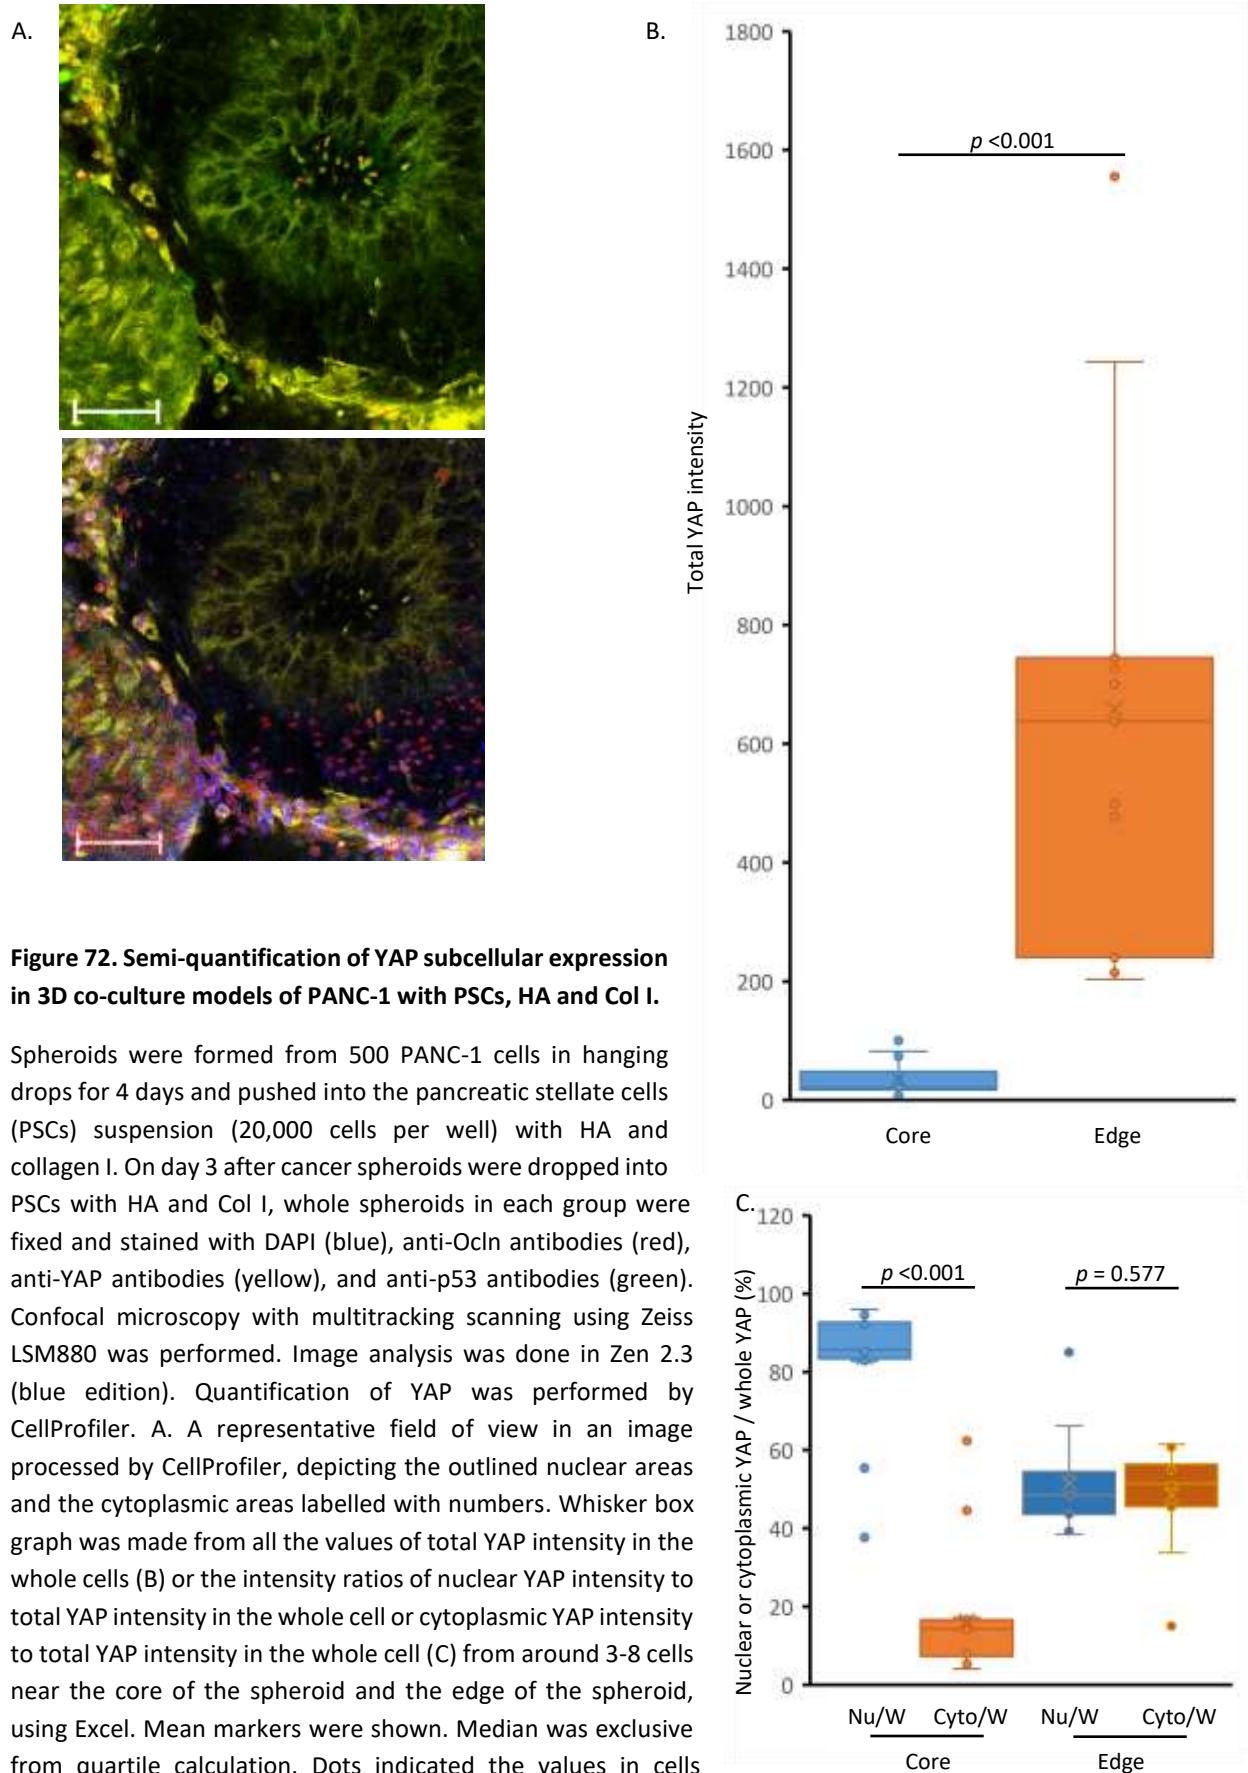 A.
B.
1800
1600
1400
1200
1000
800
600
400
200
0
Total YAP intensity
p <0.001
Core
Edge
Figure 72. Semi-quantification of YAP subcellular expression
in 3D co-culture models of PANC-1 with PSCs, HA and Col I.
Spheroids were formed from 500 PANC-1 cells in hanging
drops for 4 days and pushed into the pancreatic stellate cells
(PSCs) suspension (20,000 cells per well) with HA and
collagen I. On day 3 after cancer spheroids were dropped into
PSCs with HA and Col I, whole spheroids in each group were
fixed and stained with DAPI (blue), anti-Ocln antibodies (red),
anti-YAP antibodies (yellow), and anti-p53 antibodies (green).
Confocal microscopy with multitracking scanning using Zeiss
LSM880 was performed. Image analysis was done in Zen 2.3
(blue edition). Quantification of YAP was performed by
CellProfiler. A. A representative field of view in an image
processed by CellProfiler, depicting the outlined nuclear areas
and the cytoplasmic areas labelled with numbers. Whisker box
graph was made from all the values of total YAP intensity in the
whole cells (B) or the intensity ratios of nuclear YAP intensity to
total YAP intensity in the whole cell or cytoplasmic YAP intensity
to total YAP intensity in the whole cell (C) from around 3-8 cells
near the core of the spheroid and the edge of the spheroid,
using Excel. Mean markers were shown. Median was exclusive
from quartile calculation. Dots indicated the values in cells
C.
120
100
80
60
40
20
0
Nuclear or cytoplasmic YAP / whole YAP (%)
p <0.001
p = 0.577
Nu/W Cyto/W Nu/W Cyto/W
Core Edge